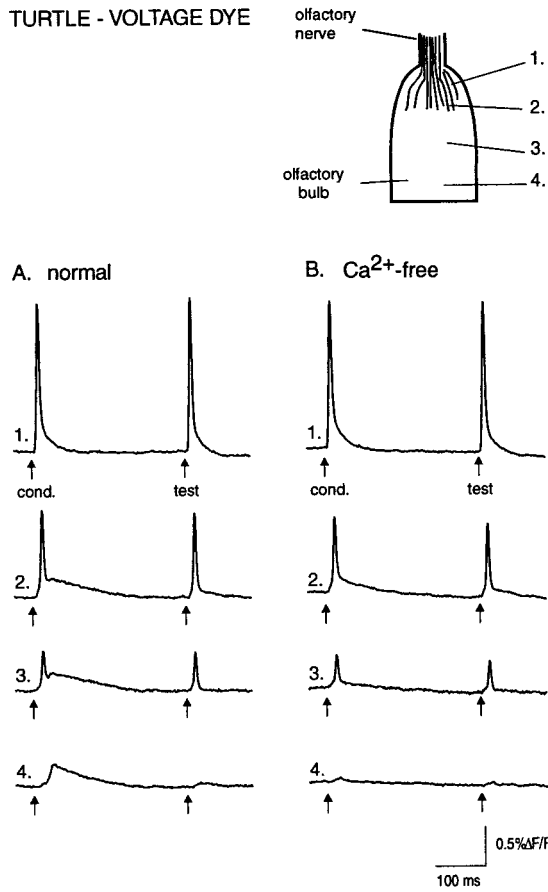 TURTLE - VOLTAGE DYE
olfactory
nerve
1.
2.
3.
4.
olfactory
bulb
A. normal
B. Ca2+-free
1.
cond.
test
1.
cond.
test
2.
2.
3.
3.
4.
4.
0.5%ΔF/F
100 ms